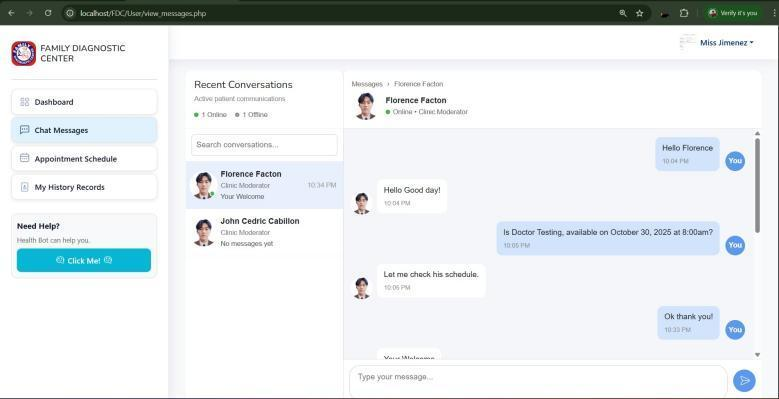 localhost/FDC/User/view_messages.php
Verify it's you
FAMILY DIAGNOSTIC
CENTER
Miss Jimenez
Dashboard
Chat Messages
Appointment Schedule
My History Records
Need Help?
Health Bot can help you.
Click Me!
Recent Conversations
Active patient communications
1 Online
1 Offline
Search conversations...
Florence Facton
Clinic Moderator
10:34 PM
Your Welcome
John Cedric Cabilion
Clinic Moderator
No messages yet
Messages › Florence Facton
Florence Facton
Online • Clinic Moderator
Hello Florence
10:04 PM
You
Hello Good day!
10:04 PM
Is Doctor Testing, available on October 30, 2025 at 8:00am?
10:05 PM
You
Let me check his schedule.
10:06 PM
Ok thank you!
10:33 PM
You
Your Welcome
Type your message...